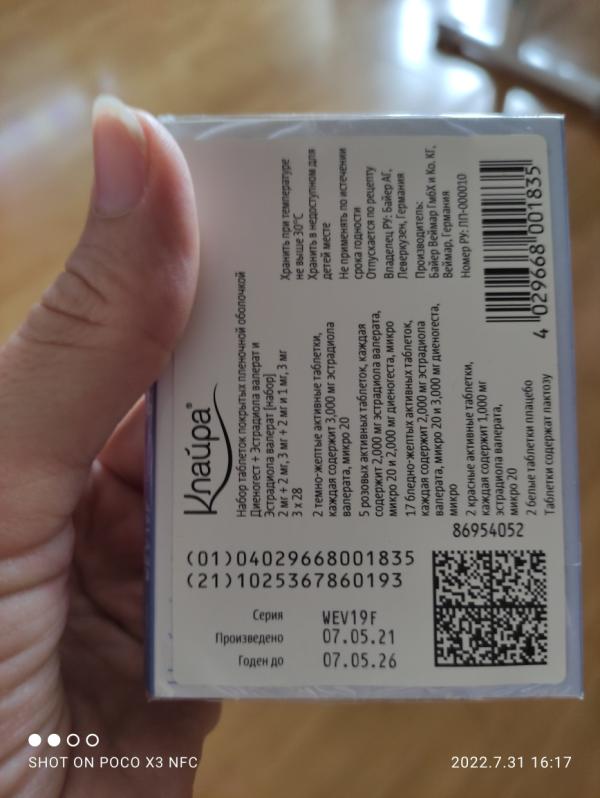 Клайра®
Набор таблеток покрытых пленочной оболочкой
Диеногест + Эстрадиола валерат и
Эстрадиола валерат [набор]
2 мг + 2 мг, 3 мг + 2 мг и 1 мг, 3 мг
3 x 28
2 темно-желтые активные таблетки,
каждая содержит 3,000 мг эстрадиола
валерата, микро 20
5 розовых активных таблеток, каждая
содержит 2,000 мг эстрадиола валерата,
микро 20 и 2,000 мг диеногеста, микро
17 бледно-желтых активных таблеток,
каждая содержит 2,000 мг эстрадиола
валерата, микро 20 и 3,000 мг диеногеста,
микро
2 красные активные таблетки,
каждая содержит 1,000 мг
эстрадиола валерата,
микро 20
2 белые таблетки плацебо
Таблетки содержат лактозу
Хранить при температуре
не выше 30°C
Хранить в недоступном для
детей месте
Не применять по истечении
срока годности
Отпускается по рецепту
Владелец РУ: Байер АГ,
Леверкузен, Германия
Производитель:
Байер Веймар ГмбХ и Ко. КГ,
Веймар, Германия
Номер РУ: ЛП-000010
4 029668 001835
86954052
(01)04029668001835
(21)1025367860193
Серия WEV19F
Произведено 07.05.21
Годен до 07.05.26
SHOT ON POCO X3 NFC
2022.7.31 16:17